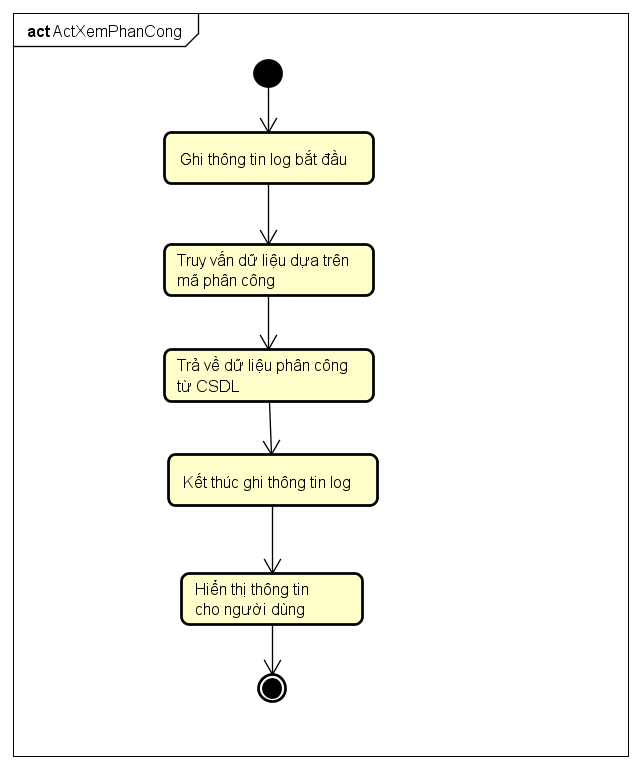 act ActXemPhanCong
Ghi thông tin log bắt đầu
Truy vấn dữ liệu dựa trên
mã phân công
Trả về dữ liệu phân công
từ CSDL
Kết thúc ghi thông tin log
Hiển thị thông tin
cho người dùng